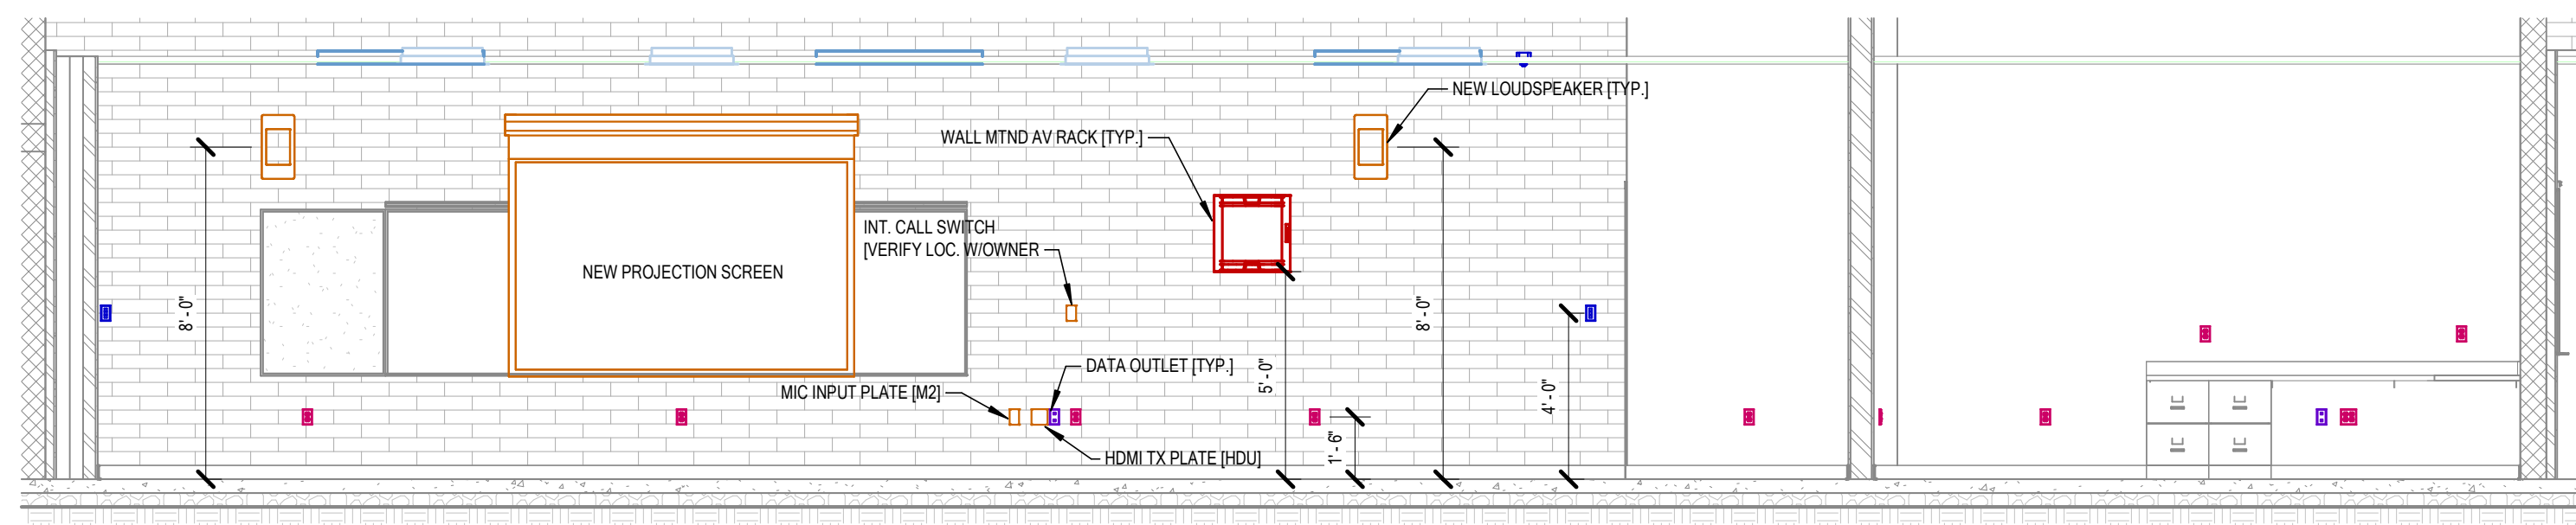 NEW LOUDSPEAKER [TYP.]
WALL MTND AV RACK [TYP.]
INT. CALL SWITCH
[VERIFY LOC. W/OWNER
NEW PROJECTION SCREEN
8'-0"
8'-0"
5'-0"
4'-0"
DATA OUTLET [TYP.]
MIC INPUT PLATE [M2]
1'-6"
HDMI TX PLATE [HDU]